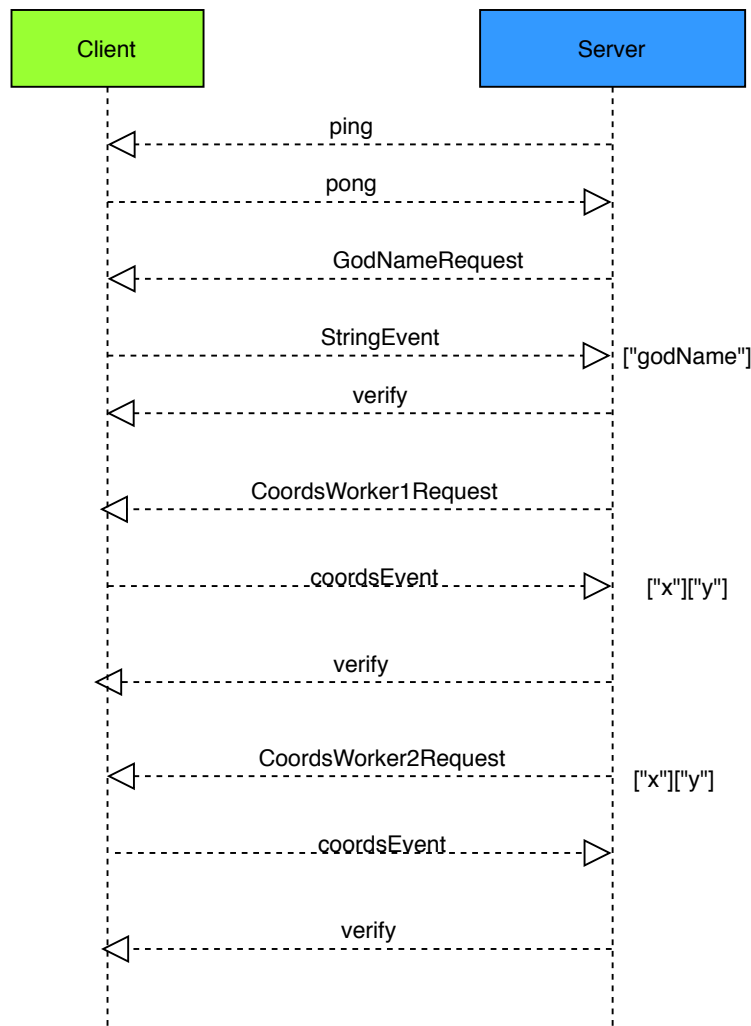 Client
Server
ping
pong
GodNameRequest
StringEvent
["godName"]
verify
CoordsWorker1Request
coordsEvent
["x"]["y"]
verify
CoordsWorker2Request
["x"]["y"]
coordsEvent
verify